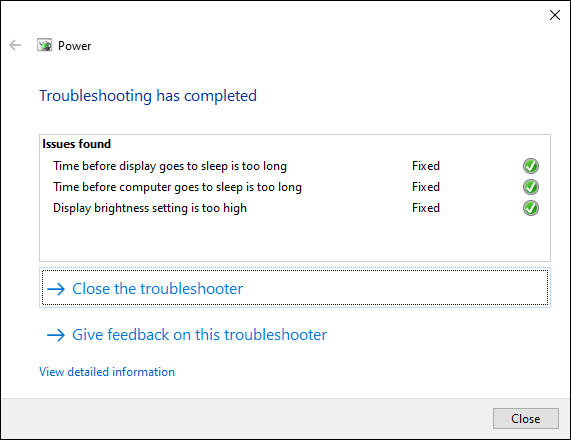 Power
Troubleshooting has completed
Issues found
Time before display goes to sleep is too long Fixed
Time before computer goes to sleep is too long Fixed
Display brightness setting is too high Fixed
Close the troubleshooter
Give feedback on this troubleshooter
View detailed information
Close